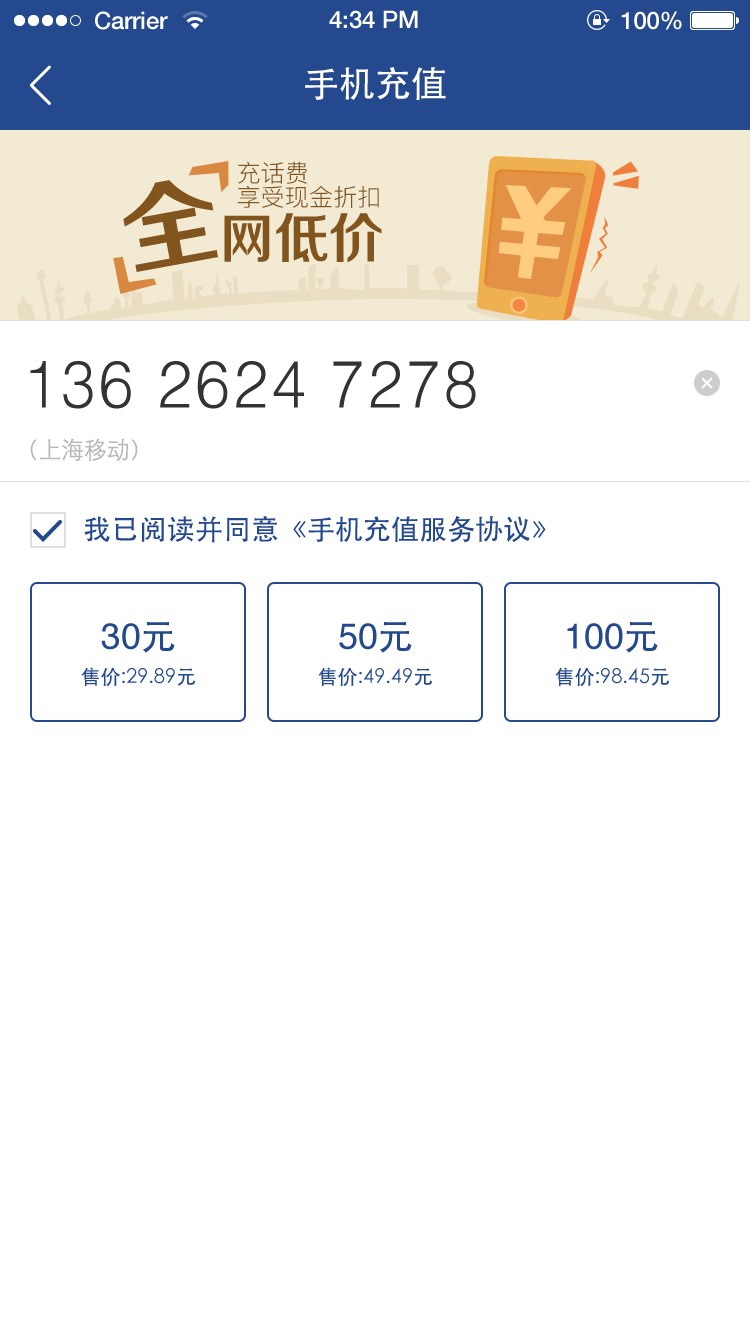 Carrier 4:34 PM 100%
手机充值
充话费
享受现金折扣
全网低价
¥
136 2624 7278
（上海移动）
我已阅读并同意《手机充值服务协议》
30元 50元 100元
售价:29.89元 售价:49.49元 售价:98.45元